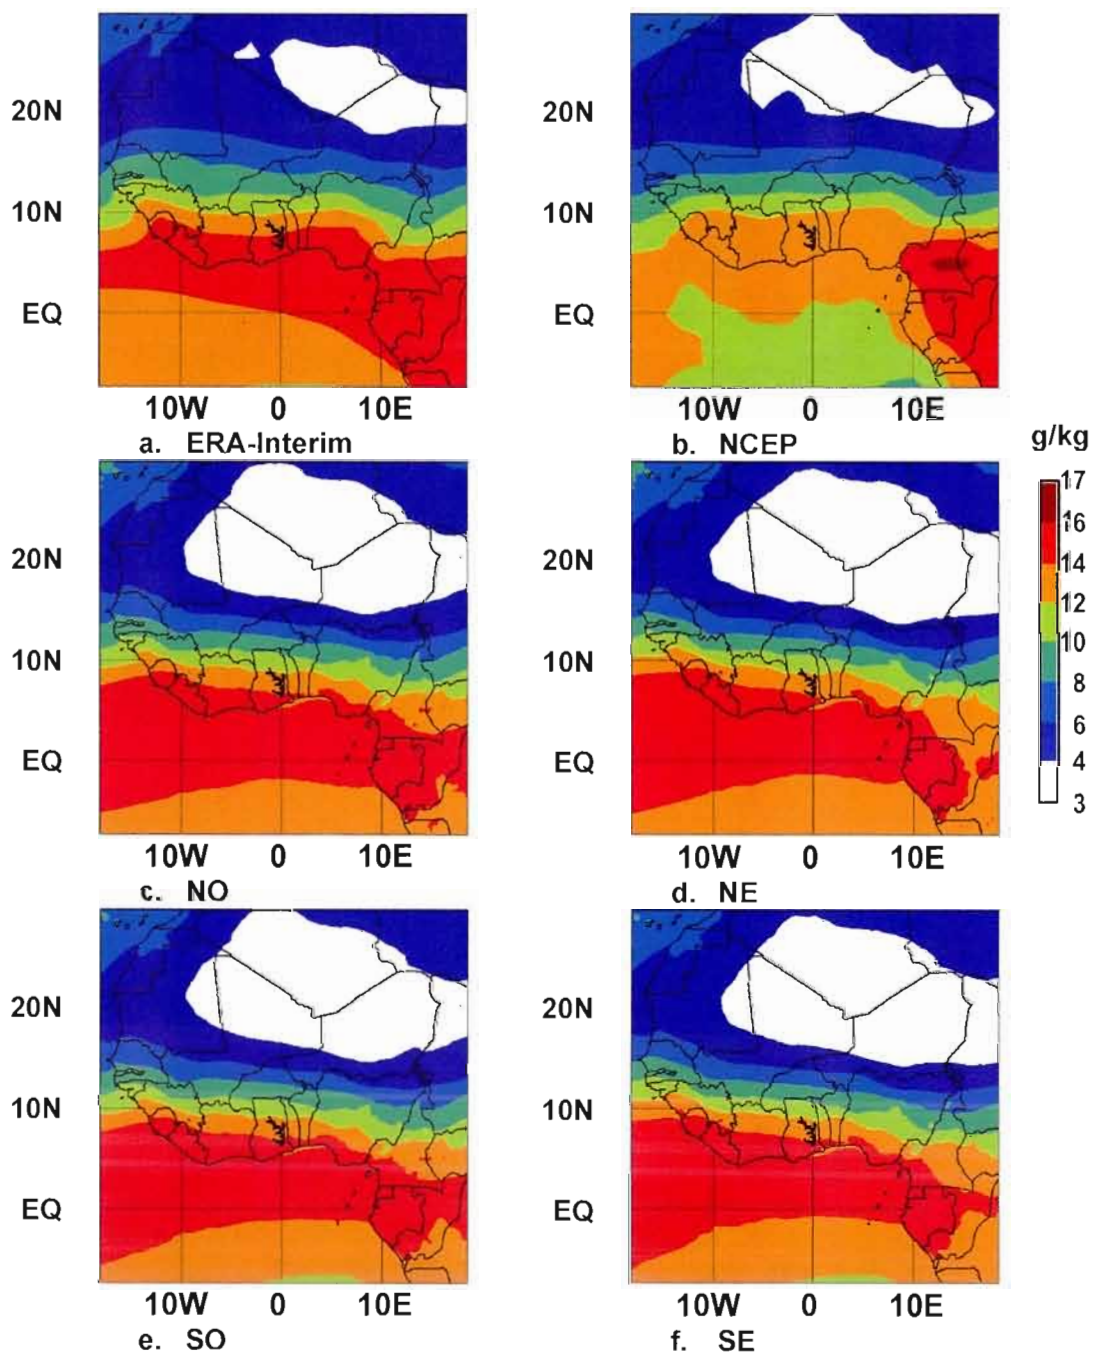 20N 20N
10N 10N
EQ EQ
10W 0 10E 10W 0 10E
a. ERA-Interim b. NCEP
g/kg
17
16
14
12
10
8
6
4
3
20N 20N
10N 10N
EQ EQ
10W 0 10E 10W 0 10E
c. NO d. NE
20N 20N
10N 10N
EQ EQ
10W 0 10E 10W 0 10E
e. SO f. SE